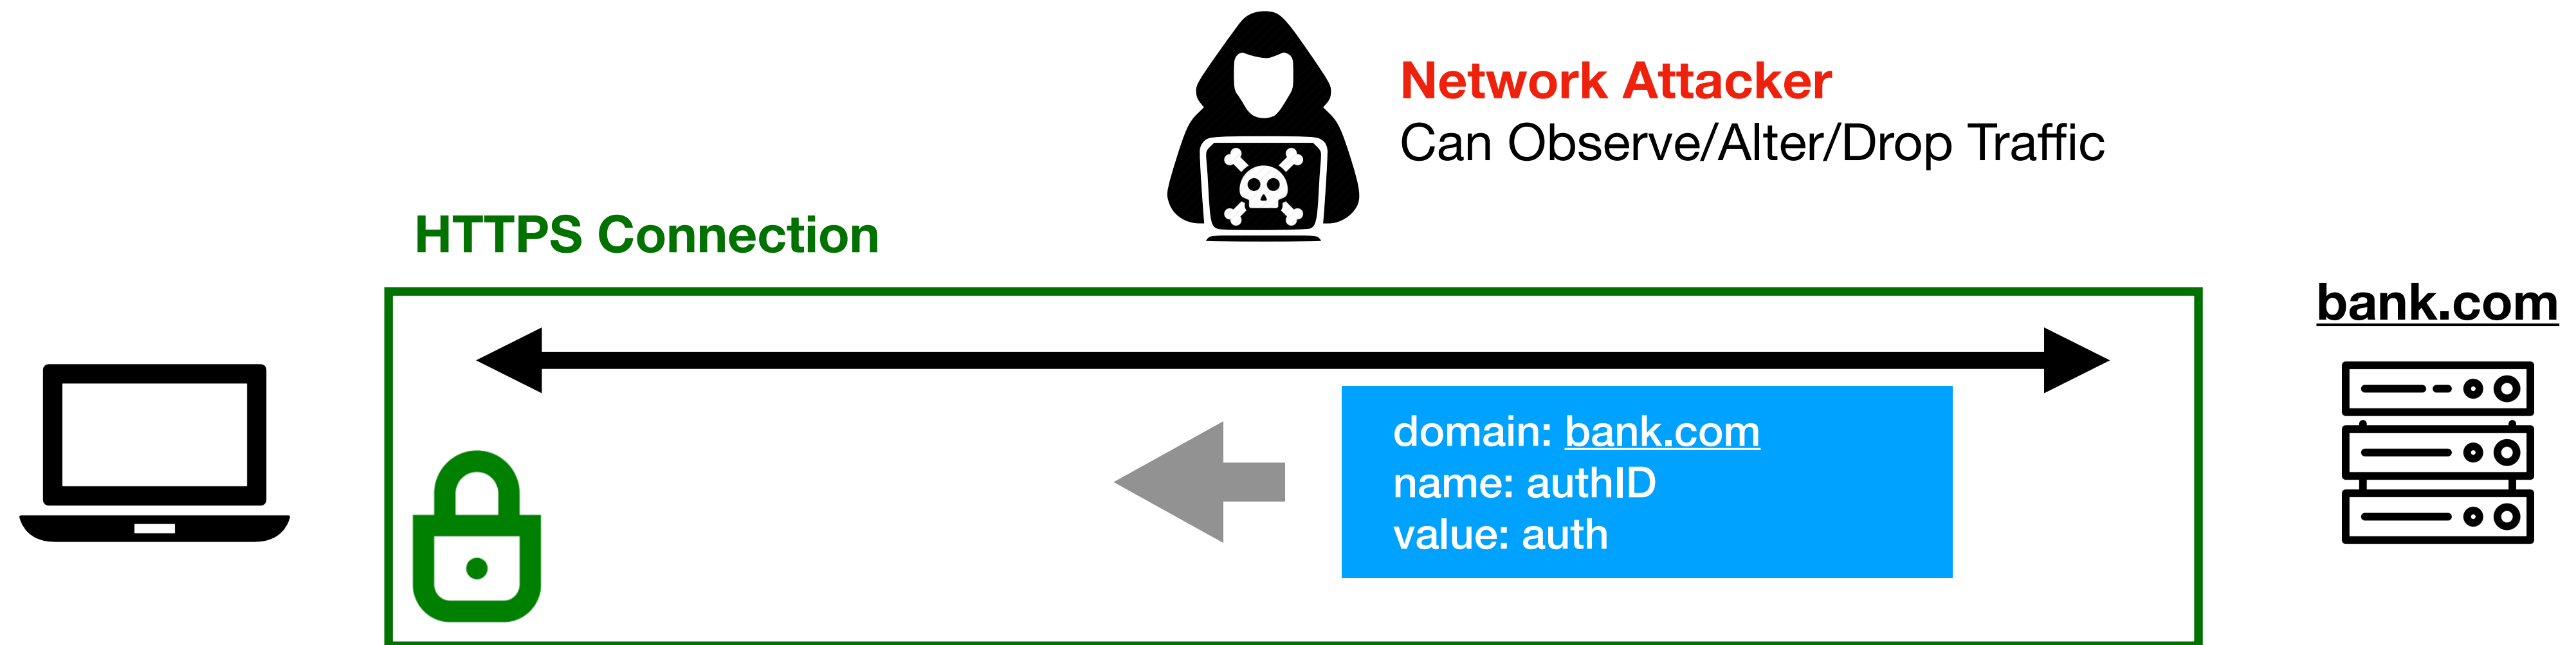 Network Attacker
Can Observe/Alter/Drop Traffic
HTTPS Connection
bank.com
domain: bank.com
name: authID
value: auth